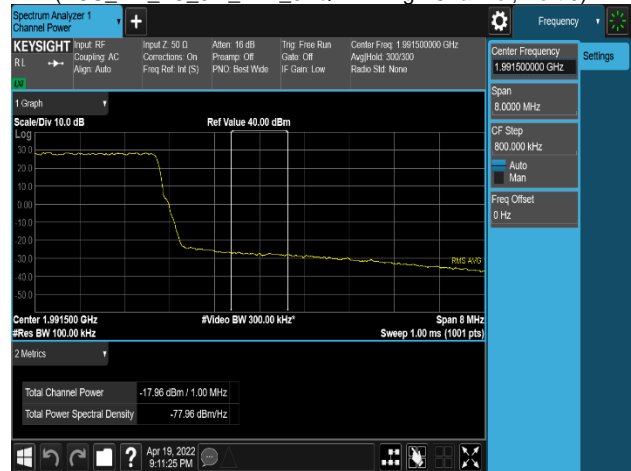 Spectrum Analyzer 1
Channel Power
+
Frequency
KEYSIGHT Input: RF Input Z: 50 Ω Atten: 16 dB Trig: Free Run Center Freq: 1.991500000 GHz
RL Coupling: AC Corrections: On Preamp: Off Gate: Off Avg|Hold: 300/300
Align: Auto Freq Ref: Int (S) PNO: Best Wide IF Gain: Low Radio Std: None
LM
Center Frequency
1.991500000 GHz
Settings
Span
8.0000 MHz
CF Step
800.000 kHz
Auto
Man
Freq Offset
0 Hz
1 Graph
Scale/Div 10.0 dB Ref Value 40.00 dBm
Log
30.0
20.0
10.0
0.00
-10.0
-20.0
-30.0
-40.0
-50.0
RMS AVG
Center 1.991500 GHz #Video BW 300.00 kHz* Span 8 MHz
#Res BW 100.00 kHz Sweep 1.00 ms (1001 pts)
2 Metrics
Total Channel Power -17.96 dBm / 1.00 MHz
Total Power Spectral Density -77.96 dBm/Hz
? Apr 19, 2022
9:11:25 PM